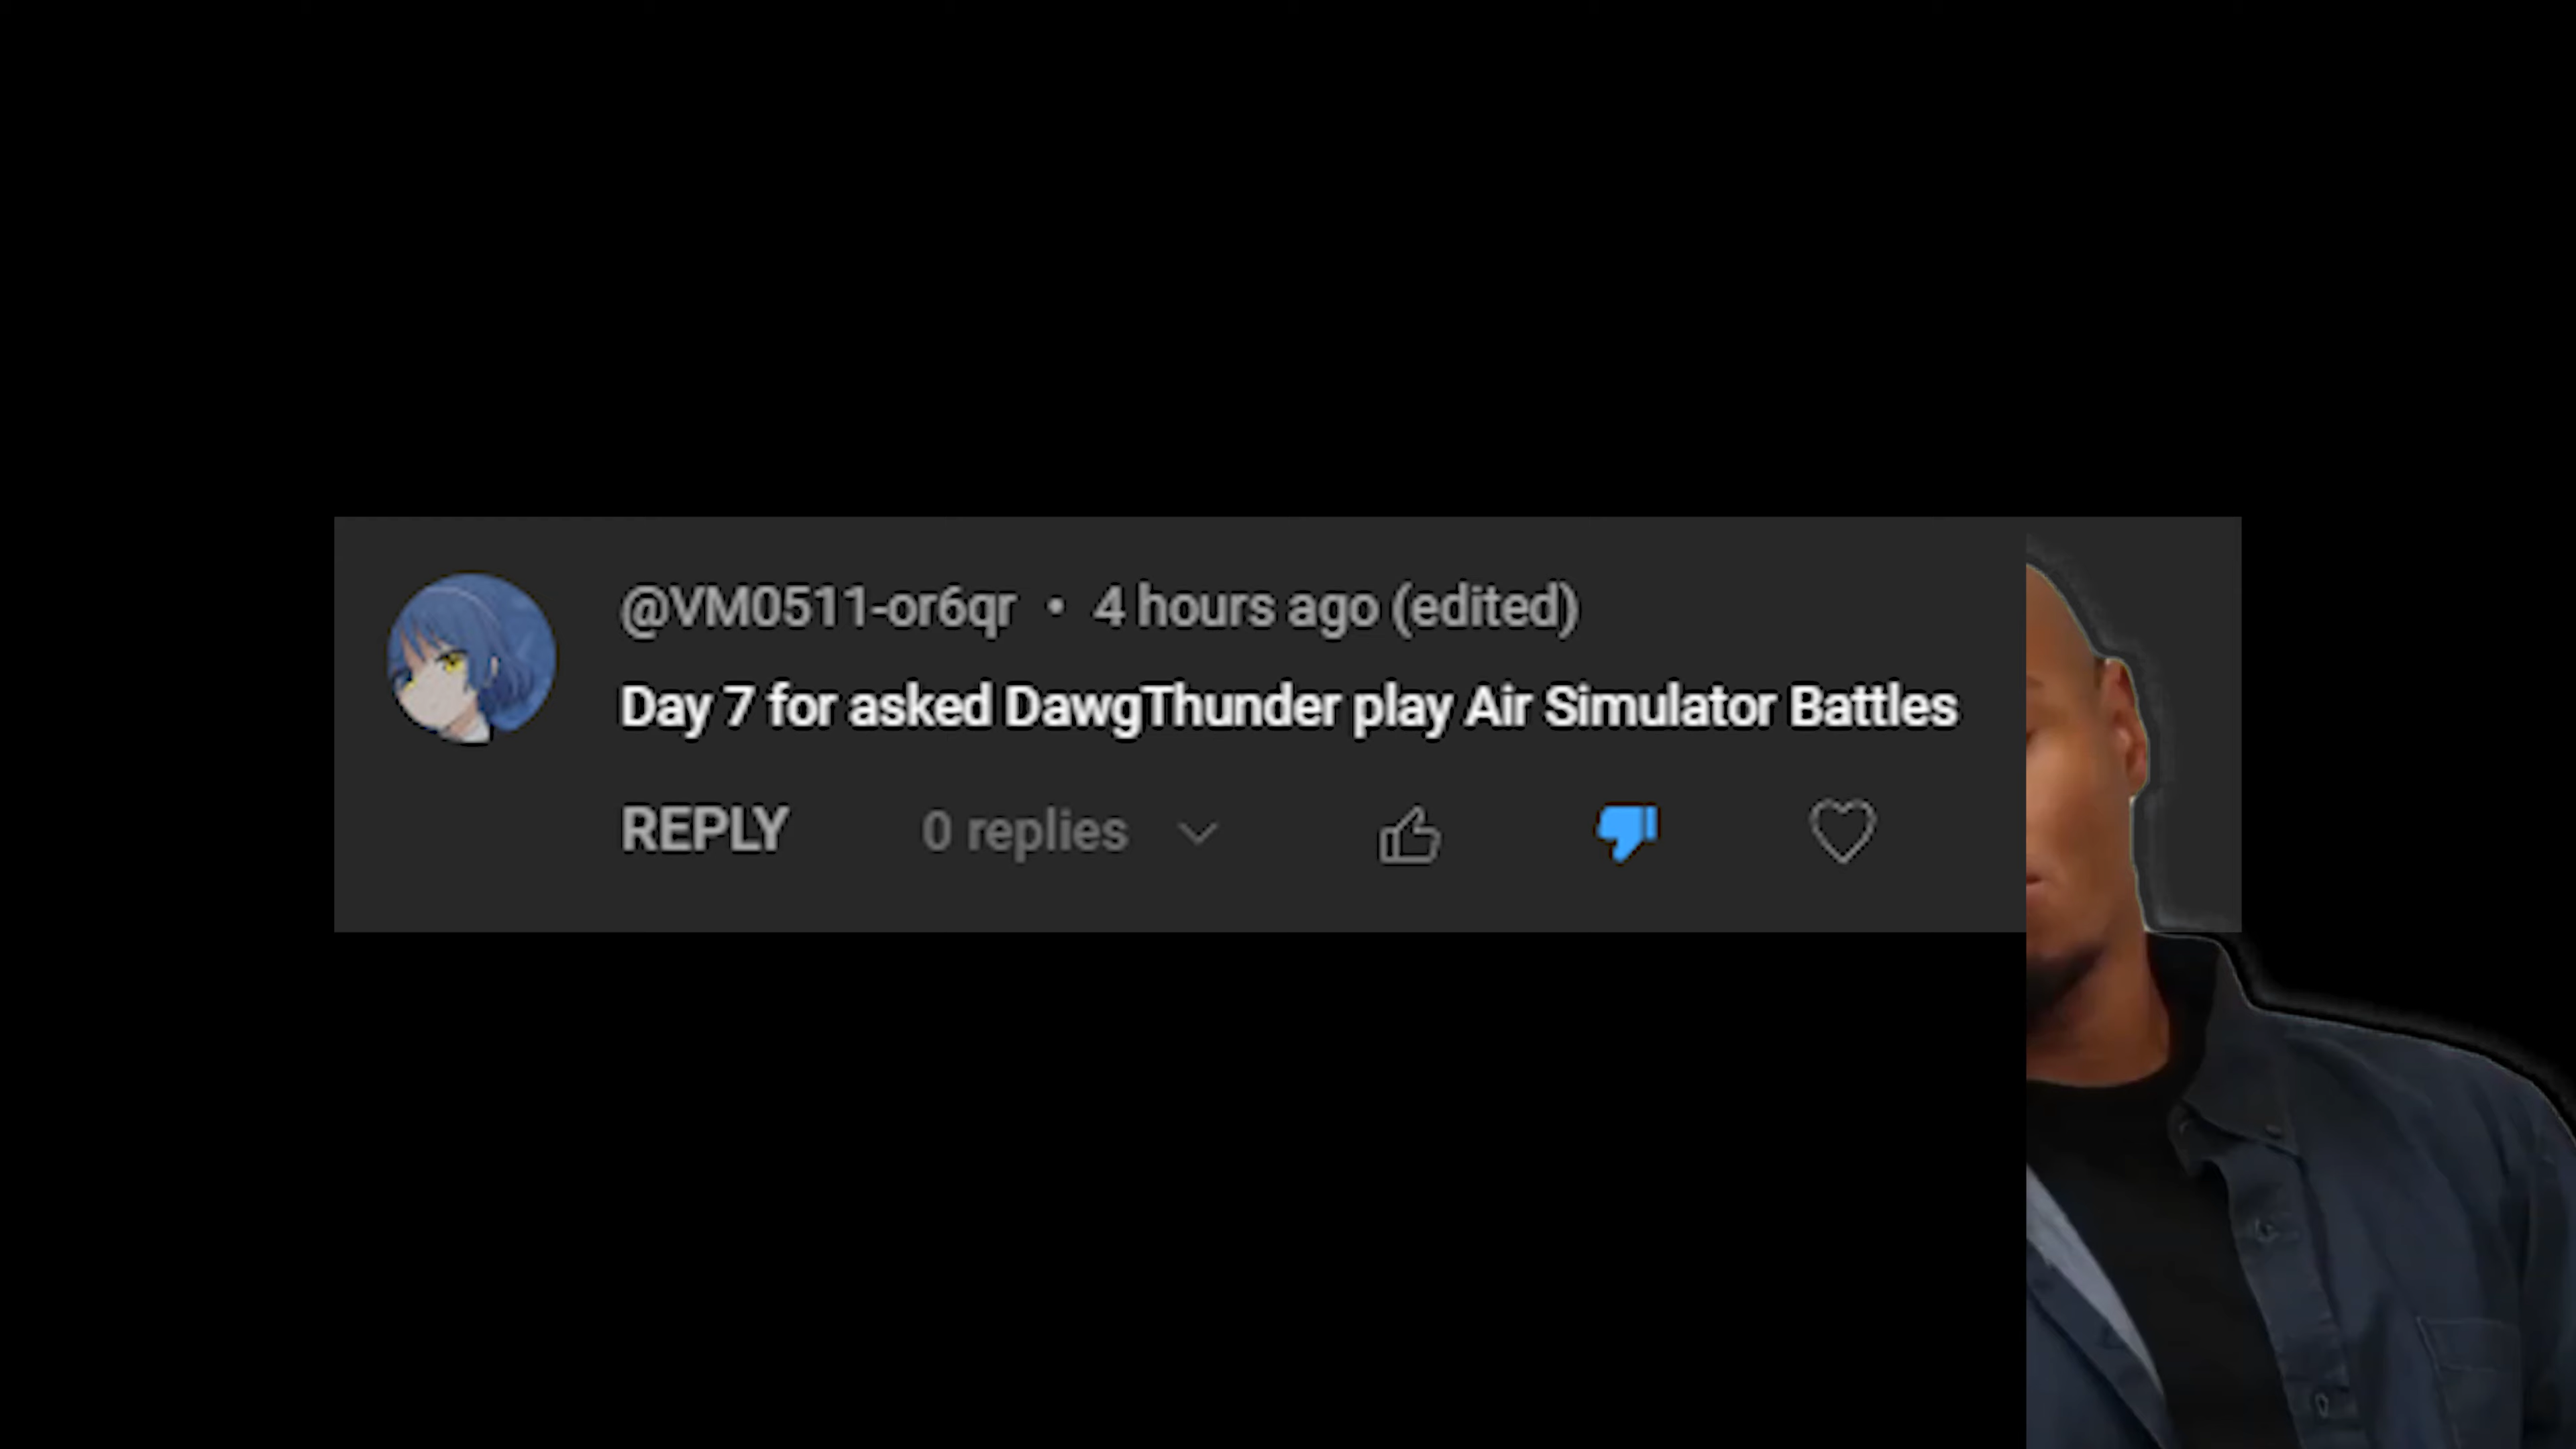 @VM0511-or6qr • 4 hours ago (edited)
Day 7 for asked DawgThunder play Air Simulator Battles
REPLY 0 replies